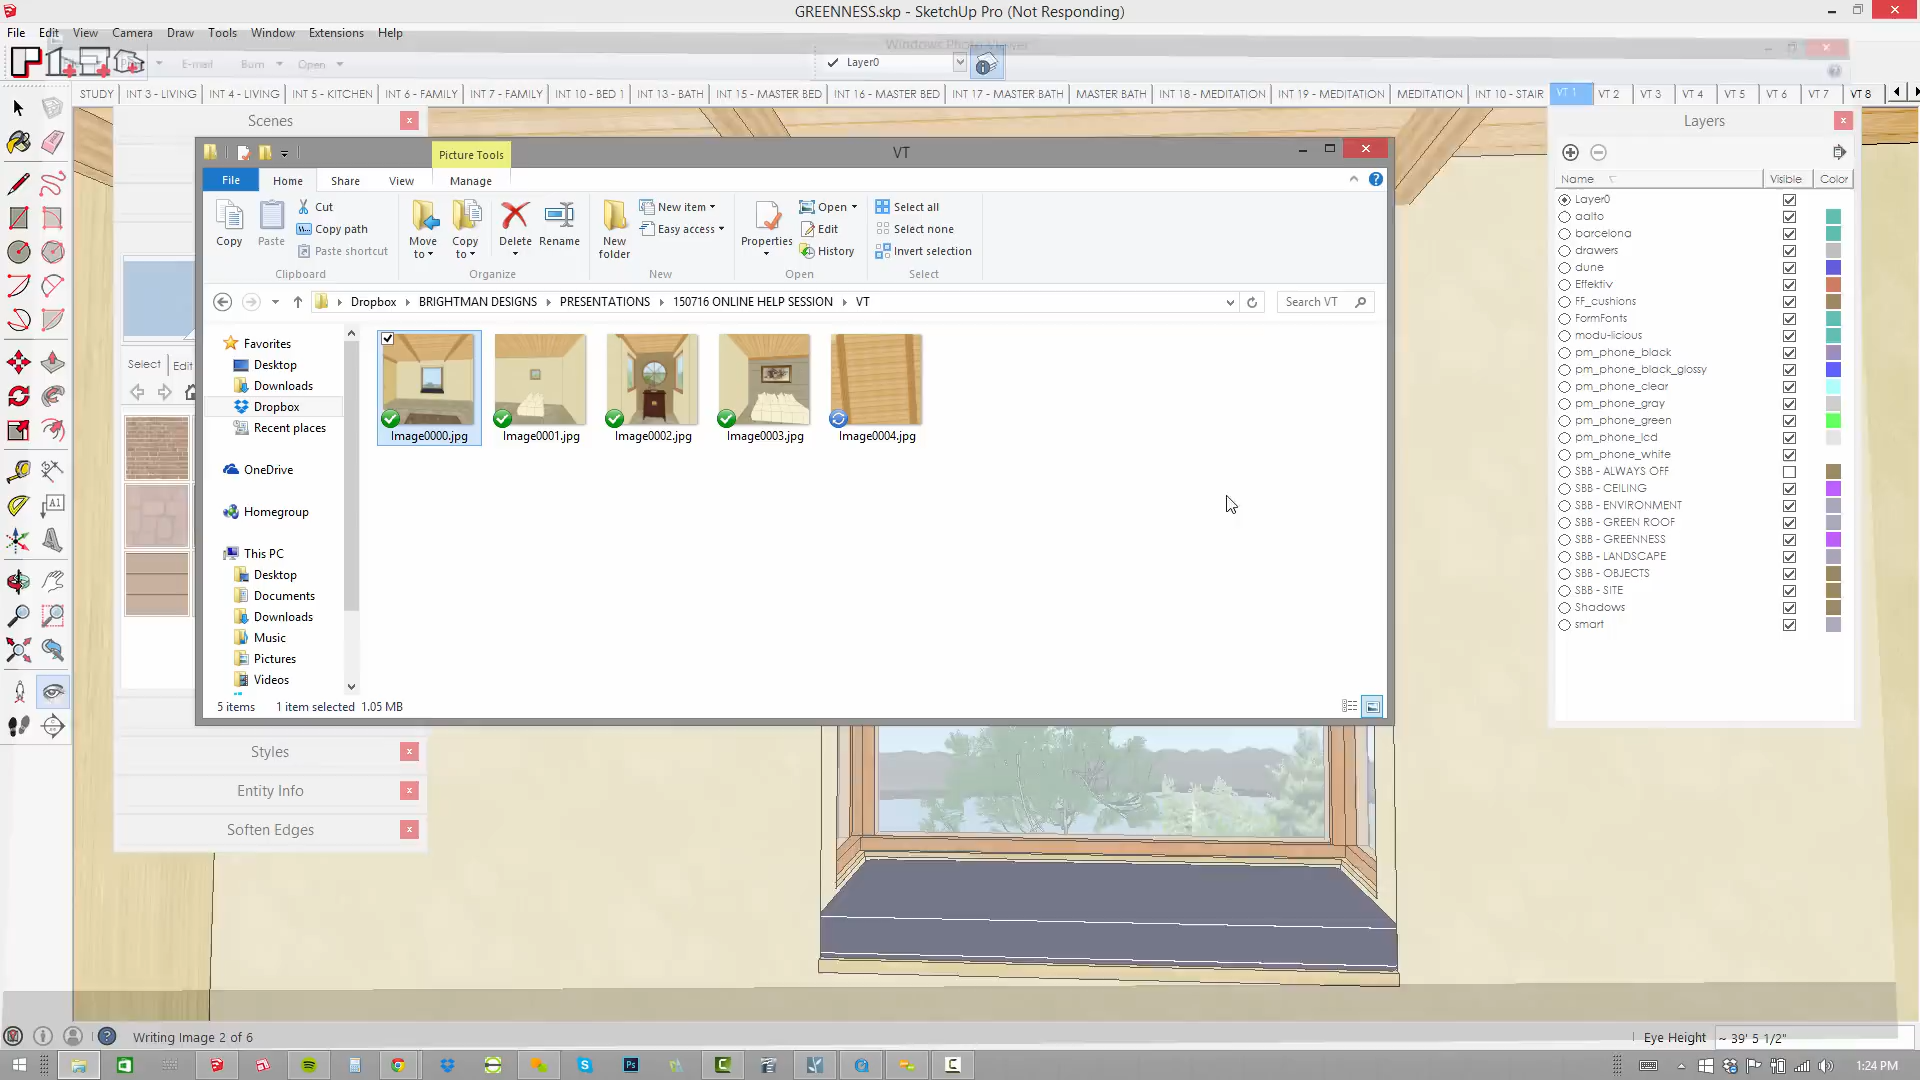 GREENNESS.skp - SketchUp Pro (Not Responding)
File Edit View Camera Draw Tools Window Extensions Help
Windows Photo Viewer
E-mail Burn Open
Layer0
STUDY INT 3 - LIVING INT 4 - LIVING INT 5 - KITCHEN INT 6 - FAMILY INT 7 - FAMILY INT 10 - BED 1 INT 13 - BATH INT 15 - MASTER BED INT 16 - MASTER BED INT 17 - MASTER BATH MASTER BATH INT 18 - MEDITATION INT 19 - MEDITATION MEDITATION INT 10 - STAIR VT 1 VT 2 VT 3 VT 4 VT 5 VT 6 VT 7 VT 8
Scenes
Select Edit
Styles
Entity Info
Soften Edges
Picture Tools
VT
File Home Share View Manage
Copy
Paste
Cut
Copy path
Paste shortcut
Clipboard
Move to
Copy to
Delete
Rename
Organize
New folder
New item
Easy access
New
Properties
Open
Edit
History
Open
Select all
Select none
Invert selection
Select
Dropbox BRIGHTMAN DESIGNS PRESENTATIONS 150716 ONLINE HELP SESSION VT
Search VT
Favorites
Desktop
Downloads
Dropbox
Recent places
OneDrive
Homegroup
This PC
Desktop
Documents
Downloads
Music
Pictures
Videos
Image0000.jpg Image0001.jpg Image0002.jpg Image0003.jpg Image0004.jpg
5 items 1 item selected 1.05 MB
Layers
Name Visible Color
Layer0
aalto
barcelona
drawers
dune
Effektiv
FF_cushions
FormFonts
modu-licious
pm_phone_black
pm_phone_black_glossy
pm_phone_clear
pm_phone_gray
pm_phone_green
pm_phone_lcd
pm_phone_white
SBB - ALWAYS OFF
SBB - CEILING
SBB - ENVIRONMENT
SBB - GREEN ROOF
SBB - GREENNESS
SBB - LANDSCAPE
SBB - OBJECTS
SBB - SITE
Shadows
smart
Writing Image 2 of 6
Eye Height ~ 39' 5 1/2"
1:24 PM